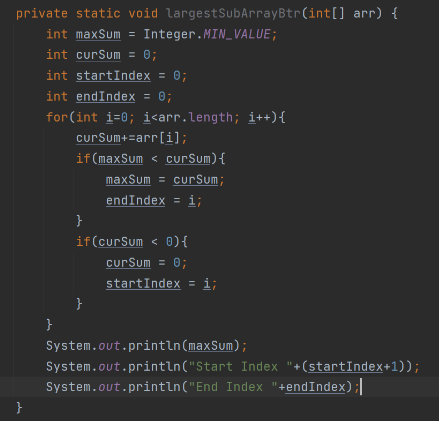 private static void largestSubArrayBtr(int[] arr) {
    int maxSum = Integer.MIN_VALUE;
    int curSum = 0;
    int startIndex = 0;
    int endIndex = 0;
    for(int i=0; i<arr.length; i++){
        curSum+=arr[i];
        if(maxSum < curSum){
            maxSum = curSum;
            endIndex = i;
        }
        if(curSum < 0){
            curSum = 0;
            startIndex = i;
        }
    }
    System.out.println(maxSum);
    System.out.println("Start Index "+(startIndex+1));
    System.out.println("End Index "+endIndex);
}